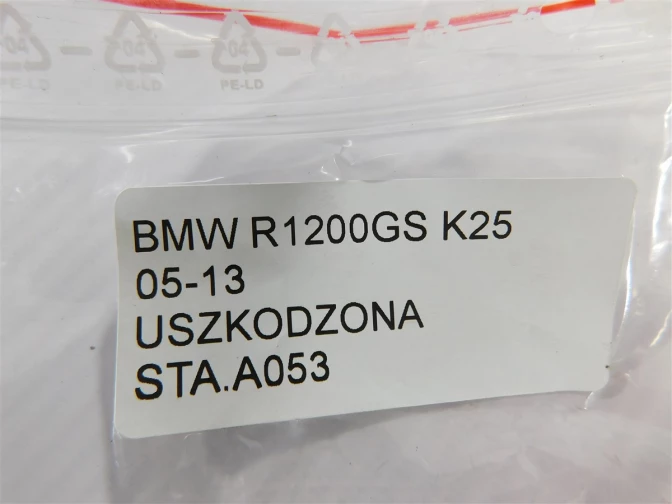 04 04 04
PE-LD PE-LD PE-LD
BMW R1200GS K25
05-13
USZKODZONA
STA.A053